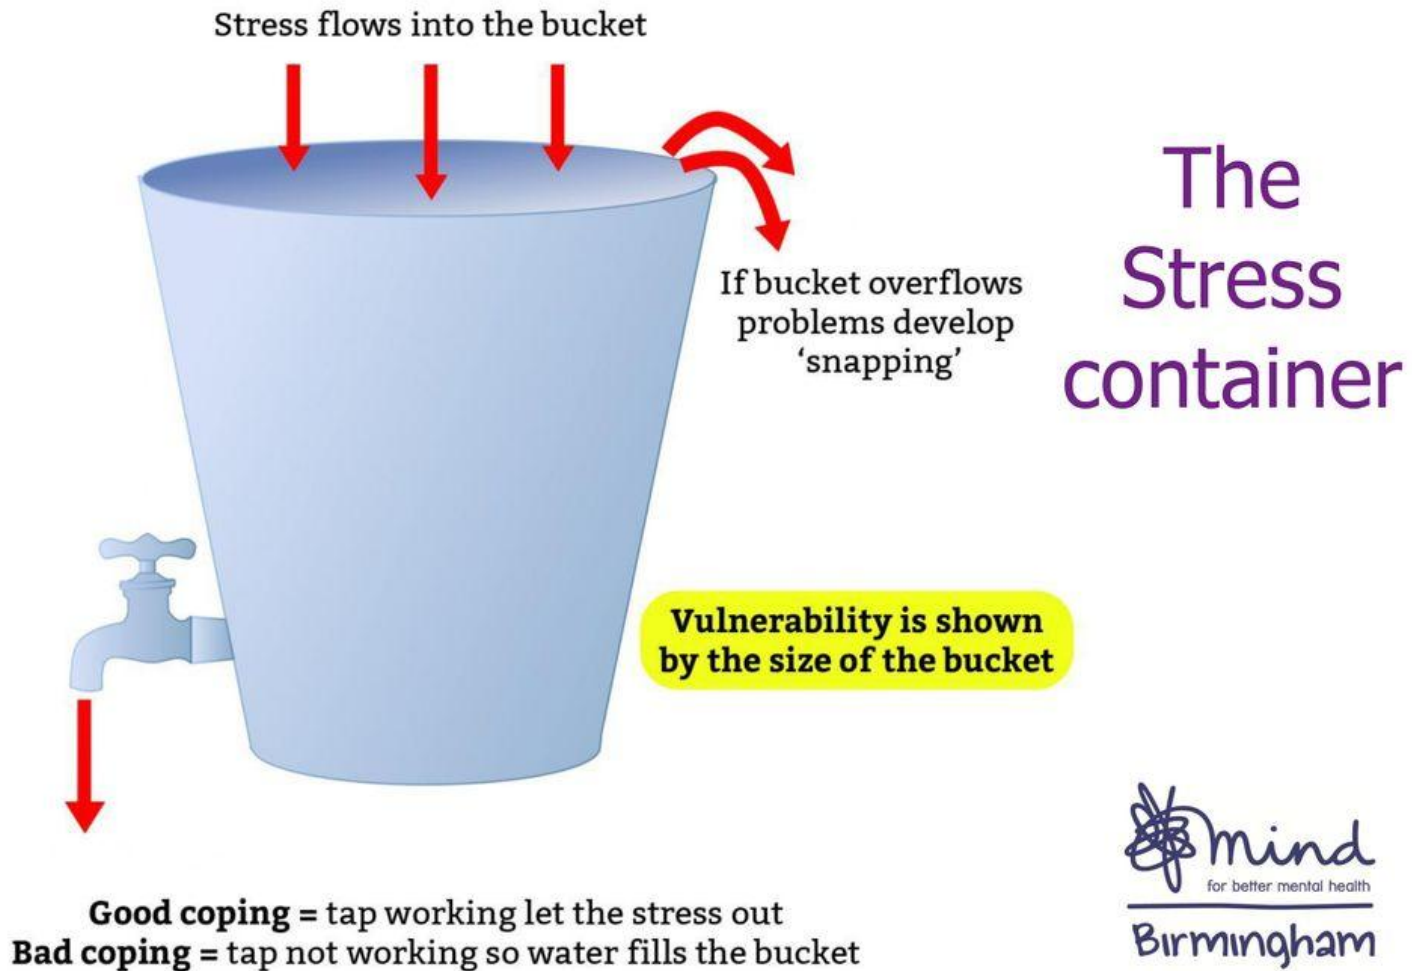 Stress flows into the bucket
The
Stress
container
If bucket overflows
problems develop
‘snapping’
Vulnerability is shown
by the size of the bucket
Good coping = tap working let the stress out
Bad coping = tap not working so water fills the bucket
mind
for better mental health
Birmingham